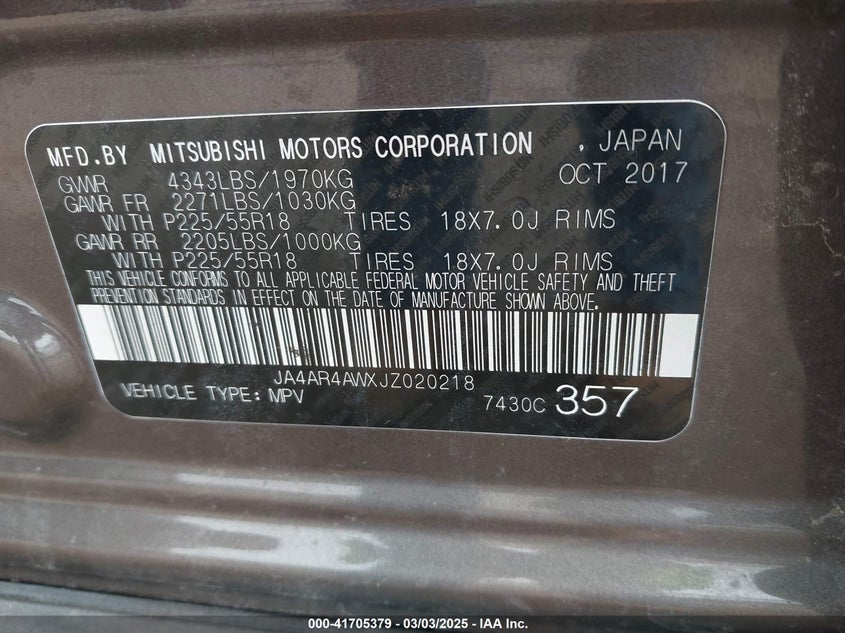 MFD.BY MITSUBISHI MOTORS CORPORATION , JAPAN
GVWR 4343LBS/1970KG OCT 2017
GAWR FR 2271LBS/1030KG
WITH P225/55R18 TIRES 18X7.0J RIMS
GAWR RR 2205LBS/1000KG
WITH P225/55R18 TIRES 18X7.0J RIMS
THIS VEHICLE CONFORMS TO ALL APPLICABLE FEDERAL MOTOR VEHICLE SAFETY AND THEFT
PREVENTION STANDARDS IN EFFECT ON THE DATE OF MANUFACTURE SHOWN ABOVE.
JA4AR4AWXJZ020218
VEHICLE TYPE: MPV 7430C 357
000-41705379 - 03/03/2025 - IAA Inc.